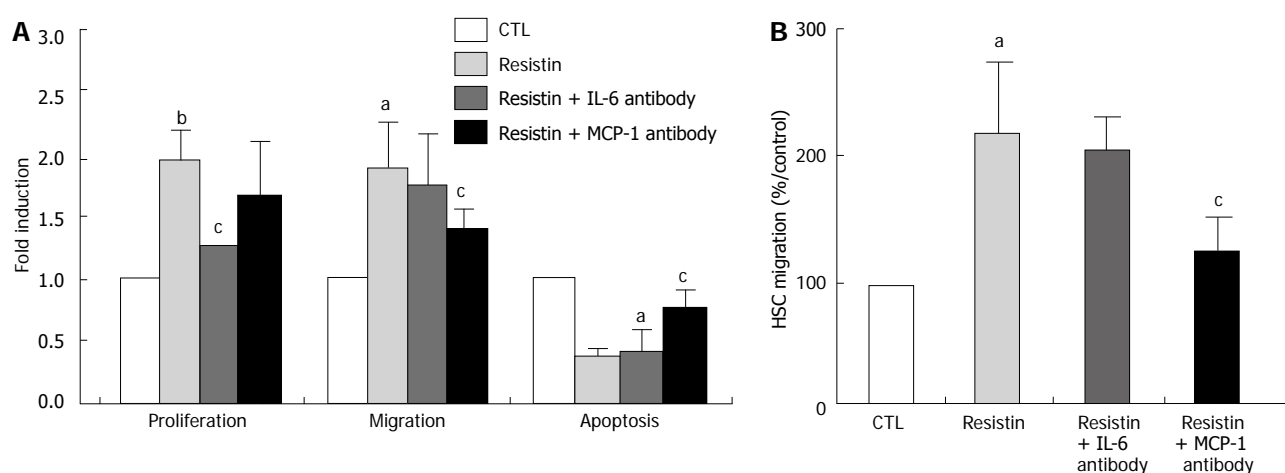 A
3.0
2.5
2.0
1.5
1.0
0.5
0.0
Fold induction
CTL
Resistin
Resistin + IL-6 antibody
Resistin + MCP-1 antibody
b
c
a
c
a
c
Proliferation
Migration
Apoptosis
B
300
200
100
0
HSC migration (%/control)
a
c
CTL
Resistin
Resistin
+ IL-6
antibody
Resistin
+ MCP-1
antibody